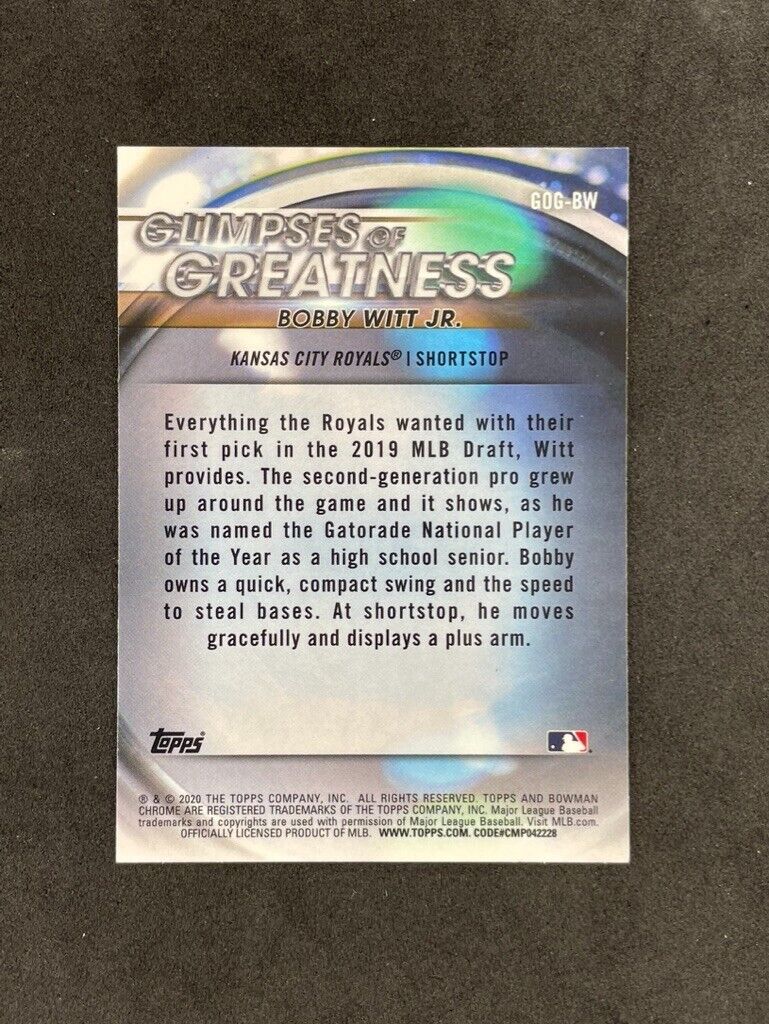 GOG-BW
GLIMPSES OF
GREATNESS
BOBBY WITT JR.
KANSAS CITY ROYALS® | SHORTSTOP
Everything the Royals wanted with their
first pick in the 2019 MLB Draft, Witt
provides. The second-generation pro grew
up around the game and it shows, as he
was named the Gatorade National Player
of the Year as a high school senior. Bobby
owns a quick, compact swing and the speed
to steal bases. At shortstop, he moves
gracefully and displays a plus arm.
Topps®
® & © 2020 THE TOPPS COMPANY, INC. ALL RIGHTS RESERVED. TOPPS AND BOWMAN
CHROME ARE REGISTERED TRADEMARKS OF THE TOPPS COMPANY, INC. Major League Baseball
trademarks and copyrights are used with permission of Major League Baseball. Visit MLB.com.
OFFICIALLY LICENSED PRODUCT OF MLB. WWW.TOPPS.COM. CODE#CMP042228